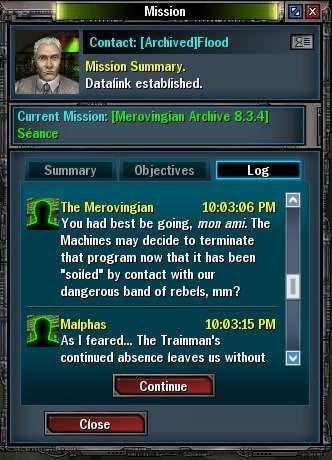 Mission
Contact: [Archived]Flood
Mission Summary.
Datalink established.
Current Mission: [Merovingian Archive 8.3.4]
Séance
Summary
Objectives
Log
The Merovingian 10:03:06 PM
You had best be going, mon ami. The
Machines may decide to terminate
that program now that it has been
"soiled" by contact with our
dangerous band of rebels, mm?
Malphas 10:03:15 PM
As I feared... The Trainman's
continued absence leaves us without
Continue
Close